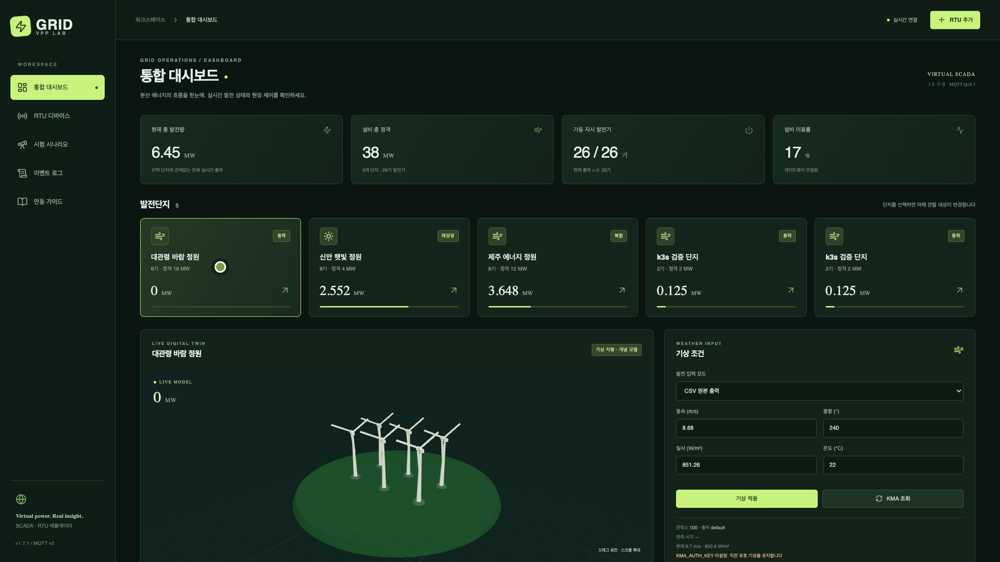 GRID
VPP LAB
WORKSPACE
통합 대시보드
RTU 디바이스
시험 시나리오
이벤트 로그
연동 가이드
Virtual power. Real insight.
SCADA · RTU 에뮬레이터
v1.7.1 / MQTT v2
워크스페이스
통합 대시보드
실시간 연결
RTU 추가
GRID OPERATIONS / DASHBOARD
통합 대시보드
분산 에너지의 흐름을 한눈에. 실시간 발전 상태와 현장 제어를 확인하세요.
VIRTUAL SCADA
1초 수집 · MQTT QoS 1
현재 총 발전량
6.45 MW
선택 단지에 관계없는 전체 실시간 출력
설비 총 정격
38 MW
5개 단지 · 26기 발전기
가동 지시 발전기
26 / 26 기
현재 출력 > 0: 20기
설비 이용률
17 %
게이트웨이 연결됨
발전단지 5
단지를 선택하면 아래 관찰 대상이 변경됩니다
풍력
대관령 바람 정원
6기 · 정격 18 MW
0 MW
태양광
신안 햇빛 정원
8기 · 정격 4 MW
2.552 MW
복합
제주 에너지 정원
8기 · 정격 12 MW
3.648 MW
풍력
k3s 검증 단지
2기 · 정격 2 MW
0.125 MW
풍력
k3s 검증 단지
2기 · 정격 2 MW
0.125 MW
LIVE DIGITAL TWIN
대관령 바람 정원
가상 지형 · 개념 모델
LIVE MODEL
0 MW
드래그 회전 · 스크롤 확대
WEATHER INPUT
기상 조건
발전 입력 모드
CSV 원본 출력
풍속 (m/s)
풍향 (°)
8.68
240
일사 (W/m²)
온도 (°C)
851.26
22
기상 적용
KMA 조회
관측소 100 · 출처 default
관측 시각 —
현재 8.7 m/s · 850.8 W/m²
KMA_AUTH_KEY 미설정: 직전 유효 기상을 유지합니다